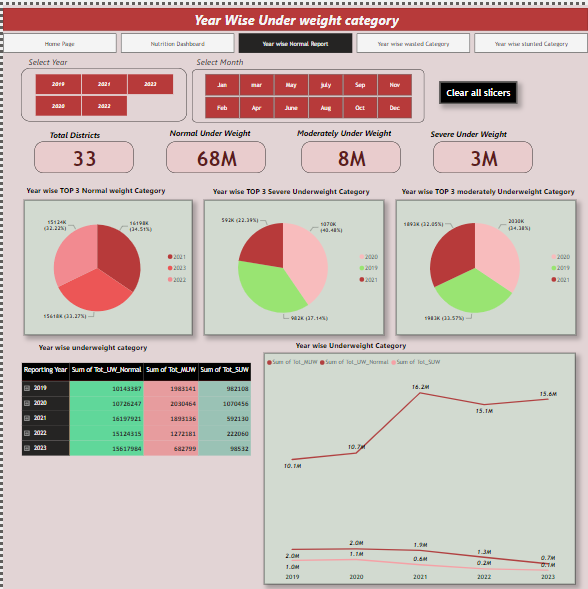 Year Wise Under weight category
Home Page
Nutrition Dashboard
Year wise Normal Report
Year wise wasted Category
Year wise stunted Category
Select Year
2019 2021 2023
2020 2022
Select Month
Jan mar May July Sep Nov
Feb Apr June Aug Oct Dec
Clear all slicers
Total Districts
33
Normal Under Weight
68M
Moderately Under Weight
8M
Severe Under Weight
3M
Year wise TOP 3 Normal weight Category
15124K
(32.22%)
16198K
(34.51%)
15618K (33.27%)
2021
2023
2022
Year wise TOP 3 Severe Underweight Category
592K (22.39%)
1070K
(40.48%)
982K (37.14%)
2020
2019
2021
Year wise TOP 3 moderately Underweight Category
1893K (32.05%)
2030K
(34.38%)
1983K (33.57%)
2020
2019
2021
Year wise underweight category
Reporting Year Sum of Tot_UW_Normal Sum of Tot_MUW Sum of Tot_SUW
2019 10143387 1983141 982108
2020 10726247 2030464 1070456
2021 16197921 1893136 592130
2022 15124315 1272181 222060
2023 15617984 682799 98532
Year wise Underweight Category
Sum of Tot_MUW Sum of Tot_UW_Normal Sum of Tot_SUW
10.1M
10.7M
16.2M
15.1M
15.6M
2.0M
2.0M
1.9M
1.3M
0.7M
1.0M
1.1M
0.6M
0.2M
0.1M
2019 2020 2021 2022 2023